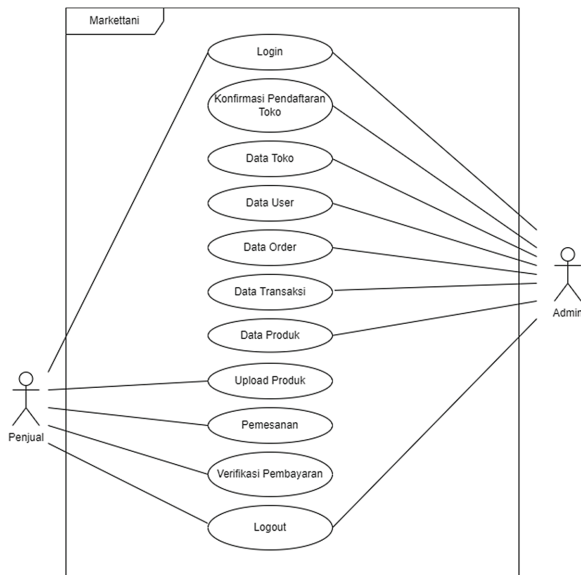 Markettani
Login
Konfirmasi Pendaftaran
Toko
Data Toko
Data User
Data Order
Data Transaksi
Admin
Data Produk
Upload Produk
Pemesanan
Penjual
Verifikasi Pembayaran
Logout